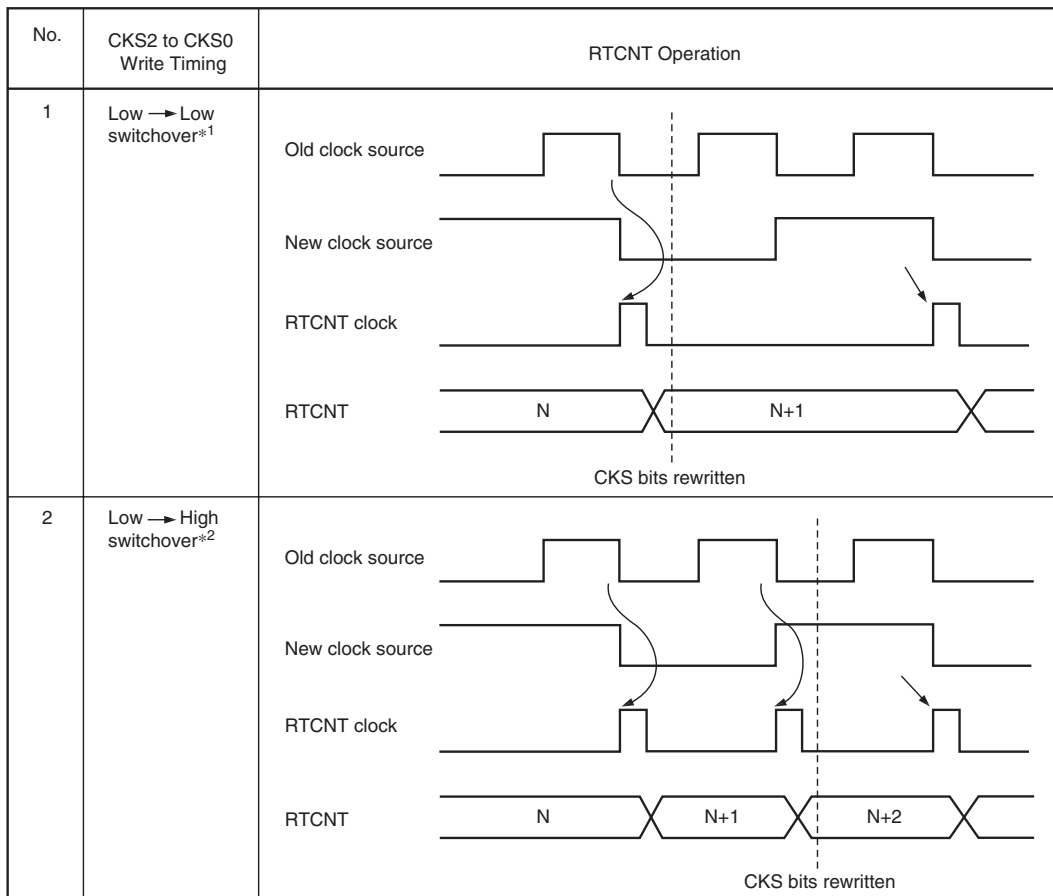 No.
CKS2 to CKS0
Write Timing
RTCNT Operation
1
Low → Low
switchover*1
Old clock source
New clock source
RTCNT clock
RTCNT
N
N+1
CKS bits rewritten
2
Low → High
switchover*2
Old clock source
New clock source
RTCNT clock
RTCNT
N
N+1
N+2
CKS bits rewritten